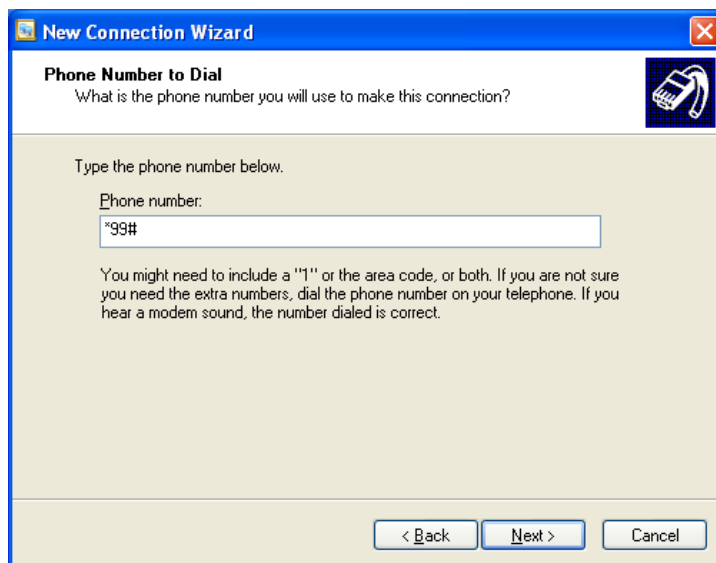 New Connection Wizard
Phone Number to Dial
What is the phone number you will use to make this connection?
Type the phone number below.
Phone number:
*99#
You might need to include a "1" or the area code, or both. If you are not sure
you need the extra numbers, dial the phone number on your telephone. If you
hear a modem sound, the number dialed is correct.
< Back
Next >
Cancel